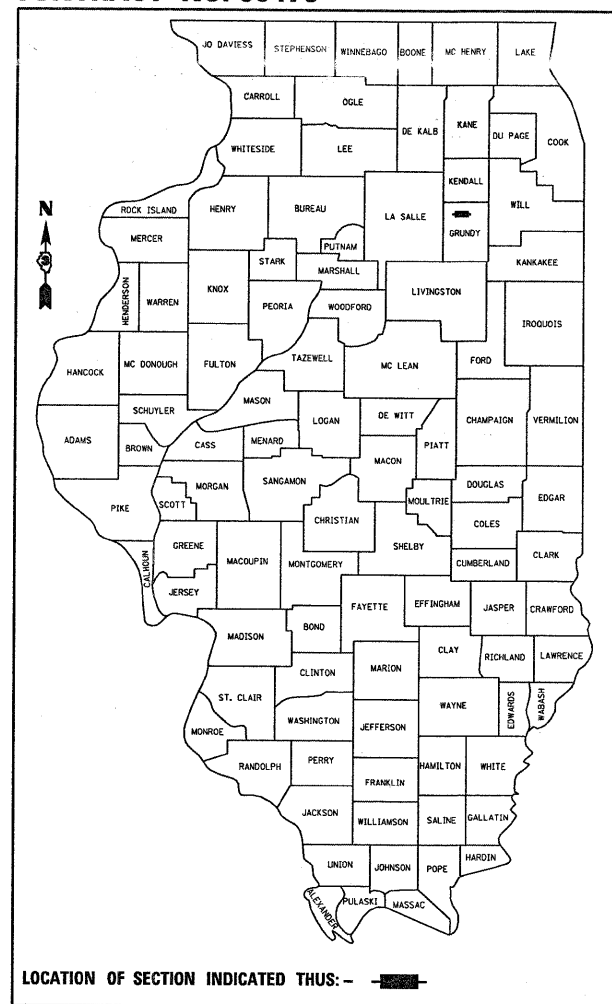 JO DAVIESS STEPHENSON WINNEBAGO BOONE MC HENRY LAKE
CARROLL OGLE DE KALB KANE DU PAGE COOK
WHITESIDE LEE
KENDALL WILL
ROCK ISLAND HENRY BUREAU LA SALLE GRUNDY
N
MERCER PUTNAM
STARK MARSHALL KANKAKEE
HENDERSON WARREN KNOX PEORIA WOODFORD LIVINGSTON IROQUOIS
HANCOCK MC DONOUGH FULTON TAZEWELL MC LEAN FORD
MASON
SCHUYLER LOGAN DE WITT CHAMPAIGN VERMILION
ADAMS BROWN CASS MENARD MACON PIATT
PIKE SCOTT MORGAN SANGAMON CHRISTIAN MOULTRIE DOUGLAS EDGAR
COLES
CALHOUN GREENE MACOUPIN MONTGOMERY SHELBY CUMBERLAND CLARK
JERSEY FAYETTE EFFINGHAM JASPER CRAWFORD
MADISON BOND
CLINTON MARION CLAY RICHLAND LAWRENCE
ST. CLAIR WASHINGTON JEFFERSON WAYNE EDWARDS WABASH
MONROE
RANDOLPH PERRY HAMILTON WHITE
FRANKLIN
JACKSON WILLIAMSON SALINE GALLATIN
UNION JOHNSON POPE HARDIN
ALEXANDER PULASKI MASSAC
LOCATION OF SECTION INDICATED THUS: -